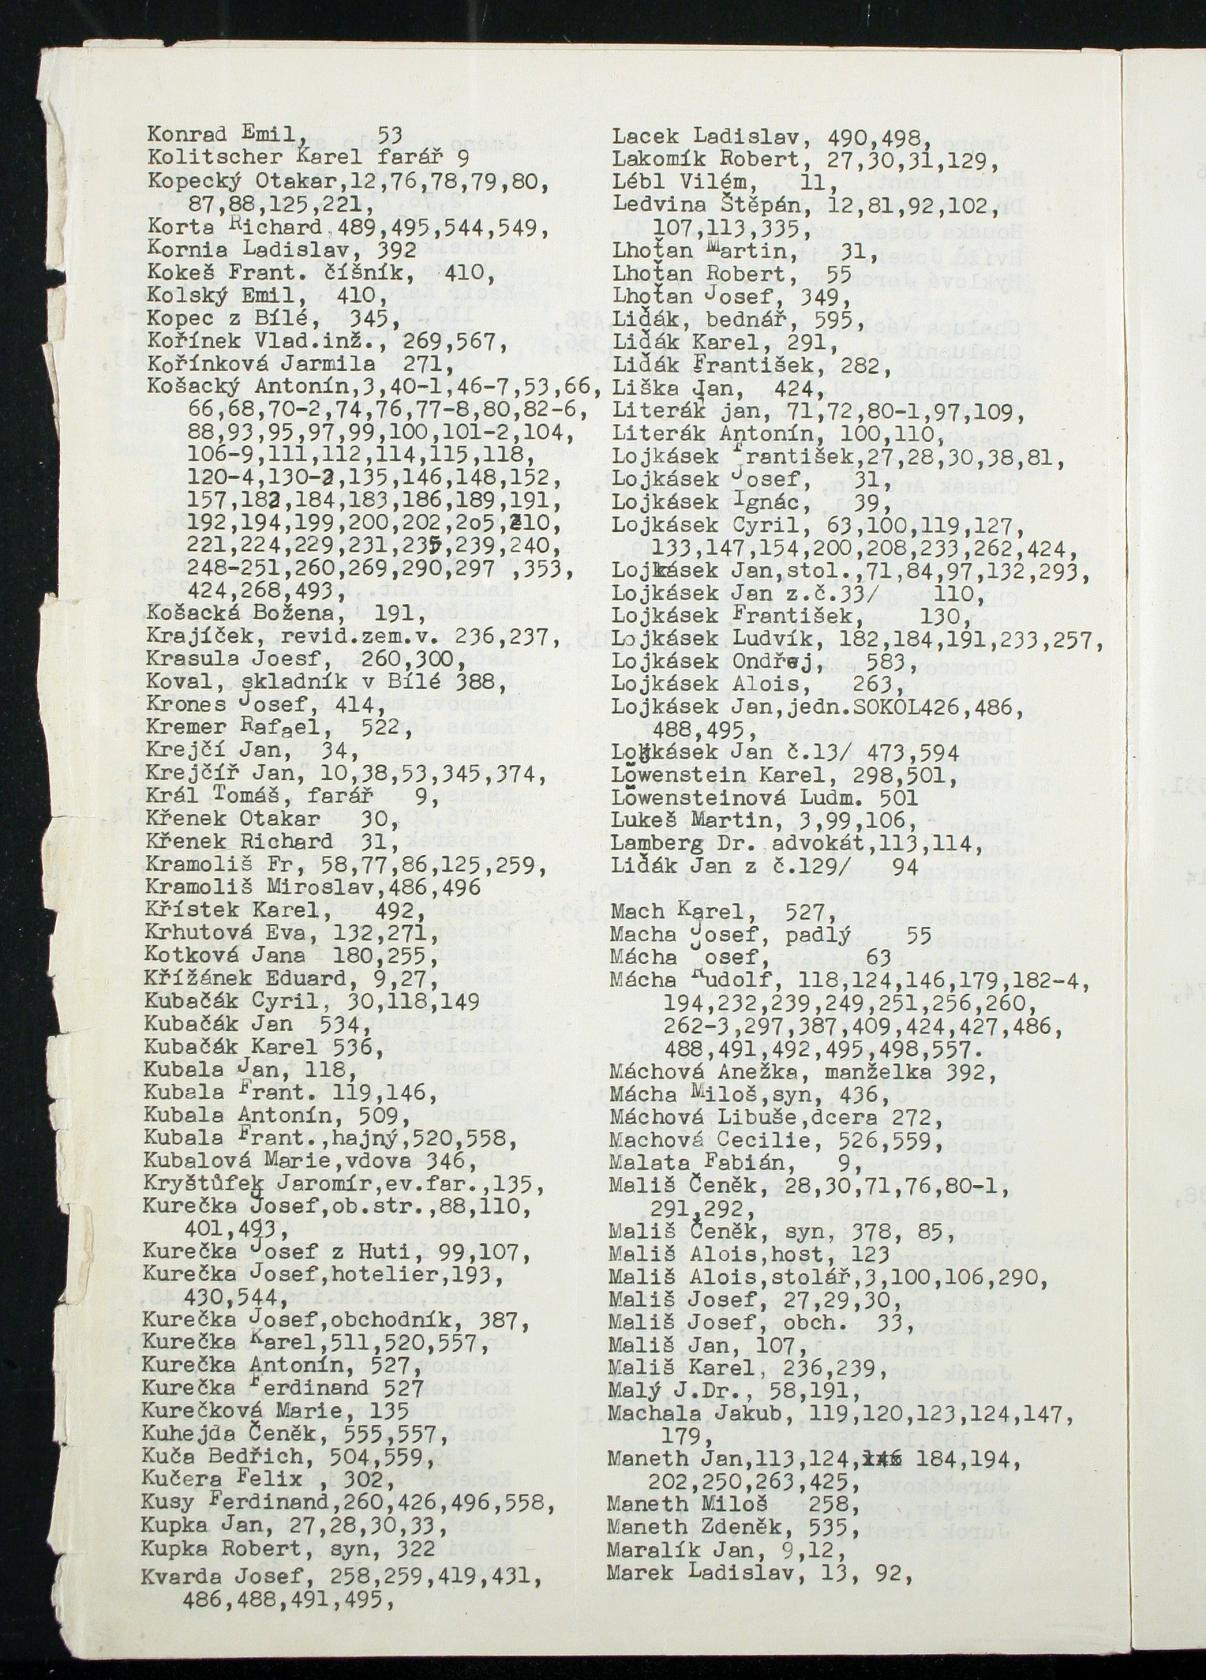 Konrad Emil, 53
Kolitscher Karel farář 9
Kopecký Otakar,12,76,78,79,80,
87,88,125,221,
Korta Richard,489,495,544,549,
Kornia Ladislav, 392
Kokeš Frant. číšník, 410,
Kolský Emil, 410,
Kopec z Bílé, 345,
Kořínek Vlad.inž., 269,567,
Kořínková Jarmila 271,
Košacký Antonín,3,40-1,46-7,53,66,
66,68,70-2,74,76,77-8,80,82-6,
88,93,95,97,99,100,101-2,104,
106-9,111,112,114,115,118,
120-4,130-2,135,146,148,152,
157,182,184,183,186,189,191,
192,194,199,200,202,2o5,210,
221,224,229,231,235,239,240,
248-251,260,269,290,297 ,353,
424,268,493,
Košacká Božena, 191,
Krajíček, revid.zem.v. 236,237,
Krasula Joesf, 260,300,
Koval, skladník v Bílé 388,
Krones Josef, 414,
Kremer Rafael, 522,
Krejčí Jan, 34,
Krejčíř Jan, 10,38,53,345,374,
Král Tomáš, farář 9,
Křenek Otakar 30,
Křenek Richard 31,
Kramoliš Fr, 58,77,86,125,259,
Kramoliš Miroslav,486,496
Křístek Karel, 492,
Krhutová Eva, 132,271,
Kotková Jana 180,255,
Křížánek Eduard, 9,27,
Kubačák Cyril, 30,118,149
Kubačák Jan 534,
Kubačák Karel 536,
Kubala Jan, 118,
Kubala Frant. 119,146,
Kubala Antonín, 509,
Kubala Frant.,hajný,520,558,
Kubalová Marie,vdova 346,
Kryštůfek Jaromír,ev.far.,135,
Kurečka Josef,ob.str.,88,110,
401,493,
Kurečka Josef z Huti, 99,107,
Kurečka Josef,hotelier,193,
430,544,
Kurečka Josef,obchodník, 387,
Kurečka Karel,511,520,557,
Kurečka Antonín, 527,
Kurečka Ferdinand 527
Kurečková Marie, 135
Kuhejda Čeněk, 555,557,
Kuča Bedřich, 504,559,
Kučera Felix , 302,
Kusy Ferdinand,260,426,496,558,
Kupka Jan, 27,28,30,33,
Kupka Robert, syn, 322
Kvarda Josef, 258,259,419,431,
486,488,491,495,
Lacek Ladislav, 490,498,
Lakomík Robert, 27,30,31,129,
Lébl Vilém, 11,
Ledvina Štěpán, 12,81,92,102,
107,113,335,
Lhoťan Martin, 31,
Lhoťan Robert, 55
Lhoťan Josef, 349,
Liďák, bednář, 595,
Liďák Karel, 291,
Liďák František, 282,
Liška Jan, 424,
Literák jan, 71,72,80-1,97,109,
Literák Antonín, 100,110,
Lojkásek František,27,28,30,38,81,
Lojkásek Josef, 31,
Lojkásek Ignác, 39,
Lojkásek Cyril, 63,100,119,127,
133,147,154,200,208,233,262,424,
Lojkásek Jan,stol.,71,84,97,132,293,
Lojkásek Jan z.č.33/ 110,
Lojkásek František, 130,
Lojkásek Ludvík, 182,184,191,233,257,
Lojkásek Ondřej, 583,
Lojkásek Alois, 263,
Lojkásek Jan,jedn.SOKOL426,486,
488,495,
Lojkásek Jan č.13/ 473,594
Löwenstein Karel, 298,501,
Löwensteinová Ludm. 501
Lukeš Martin, 3,99,106,
Lamberg Dr. advokát,113,114,
Liďák Jan z č.129/ 94
Mach Karel, 527,
Macha Josef, padlý 55
Mácha Josef, 63
Mácha Rudolf, 118,124,146,179,182-4,
194,232,239,249,251,256,260,
262-3,297,387,409,424,427,486,
488,491,492,495,498,557.
Máchová Anežka, manželka 392,
Mácha Miloš,syn, 436,
Máchová Libuše,dcera 272,
Machová Cecilie, 526,559,
Malata Fabián, 9,
Mališ Čeněk, 28,30,71,76,80-1,
291,292,
Mališ Čeněk, syn, 378, 85,
Mališ Alois,host, 123
Mališ Alois,stolář,3,100,106,290,
Mališ Josef, 27,29,30,
Mališ Josef, obch. 33,
Mališ Jan, 107,
Mališ Karel, 236,239,
Malý J.Dr., 58,191,
Machala Jakub, 119,120,123,124,147,
179,
Maneth Jan,113,124,146 184,194,
202,250,263,425,
Maneth Miloš 258,
Maneth Zdeněk, 535,
Maralík Jan, 9,12,
Marek Ladislav, 13, 92,